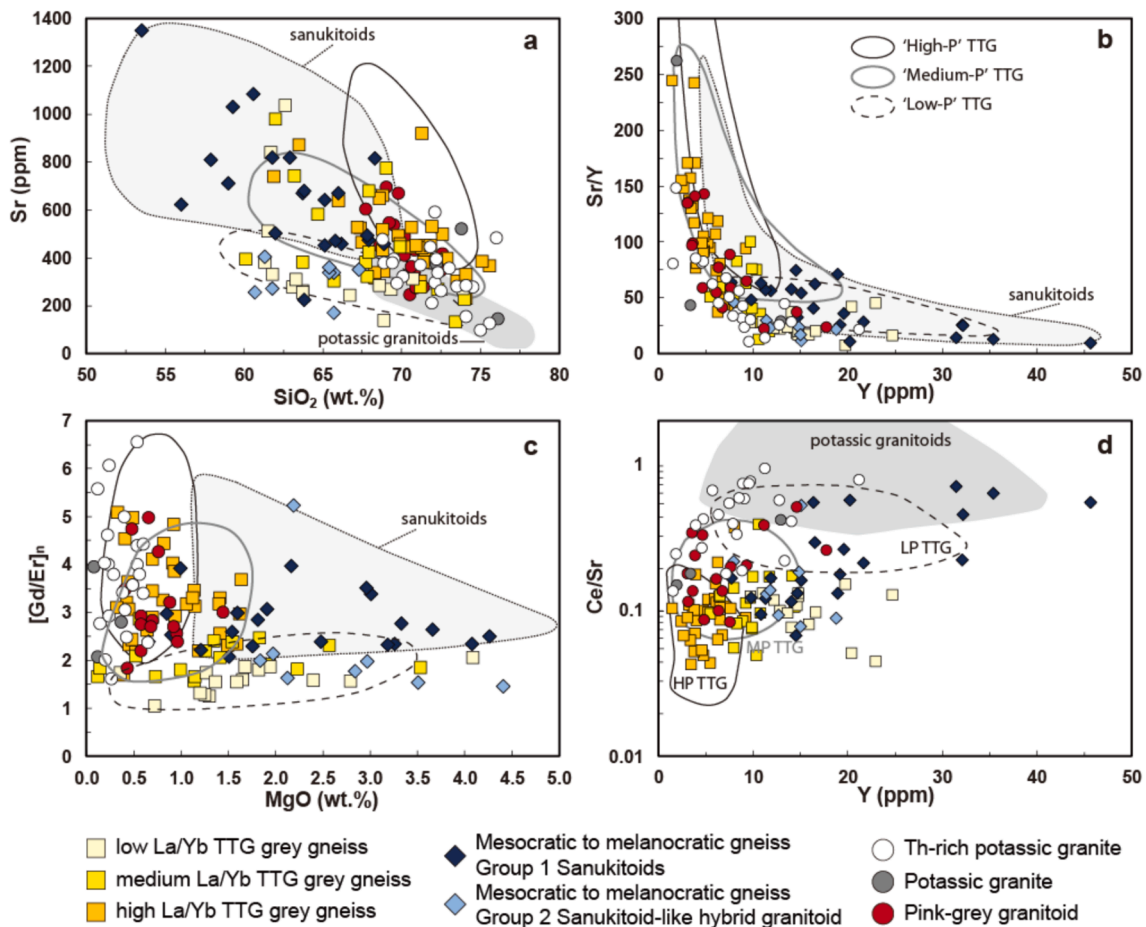 a
1400
1200
1000
800
600
400
200
0
50
55
60
65
70
75
80
Sr (ppm)
SiO₂ (wt.%)
sanukitoids
potassic granitoids
b
300
250
200
150
100
50
0
0
10
20
30
40
50
Sr/Y
Y (ppm)
'High-P' TTG
'Medium-P' TTG
'Low-P' TTG
sanukitoids
c
7
6
5
4
3
2
1
0
0.0
0.5
1.0
1.5
2.0
2.5
3.0
3.5
4.0
4.5
5.0
[Gd/Er]n
MgO (wt.%)
sanukitoids
d
1
0.1
0.01
0
10
20
30
40
50
Ce/Sr
Y (ppm)
potassic granitoids
LP TTG
MP TTG
HP TTG
low La/Yb TTG grey gneiss
medium La/Yb TTG grey gneiss
high La/Yb TTG grey gneiss
Mesocratic to melanocratic gneiss
Group 1 Sanukitoids
Mesocratic to melanocratic gneiss
Group 2 Sanukitoid-like hybrid granitoid
Th-rich potassic granite
Potassic granite
Pink-grey granitoid